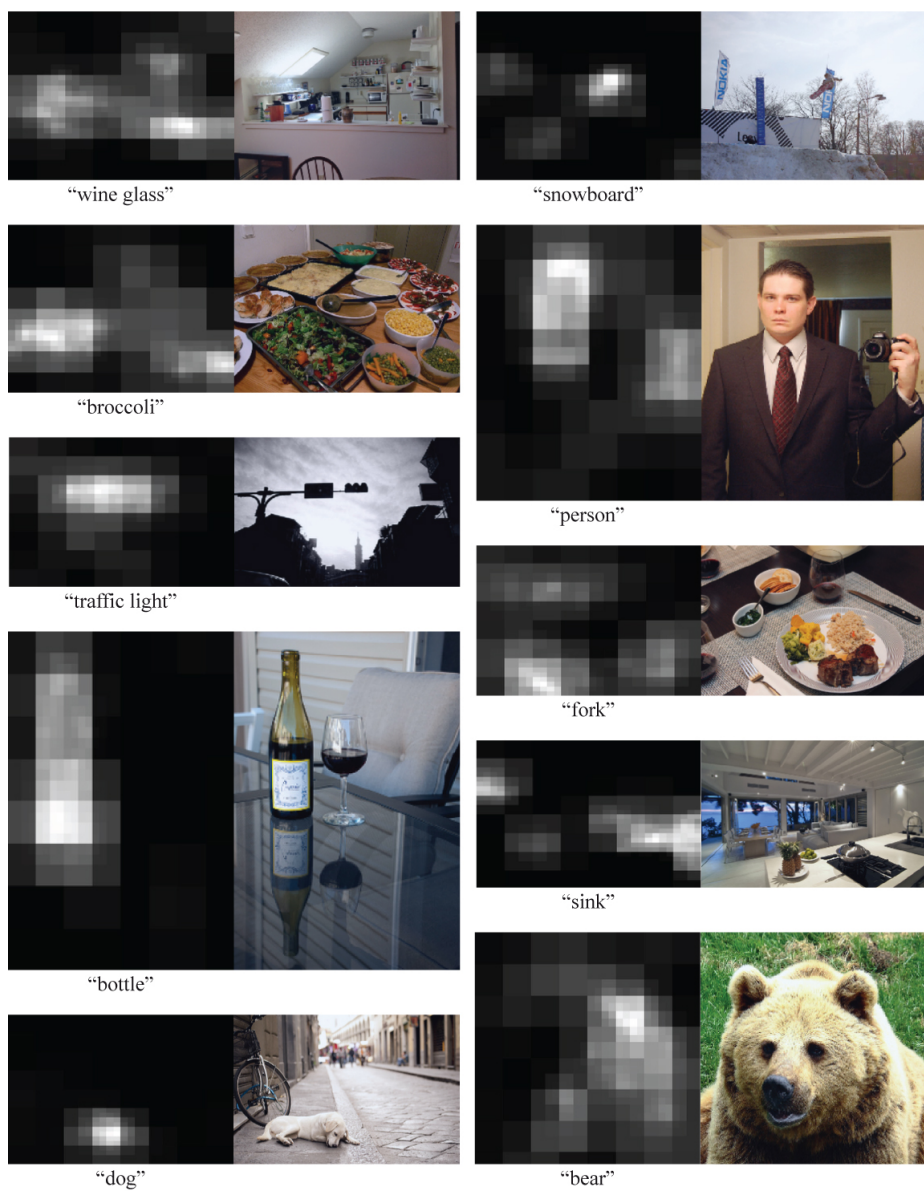 “wine glass”
“snowboard”
NOKIA
“broccoli”
“person”
“traffic light”
“fork”
“bottle”
“sink”
“dog”
“bear”